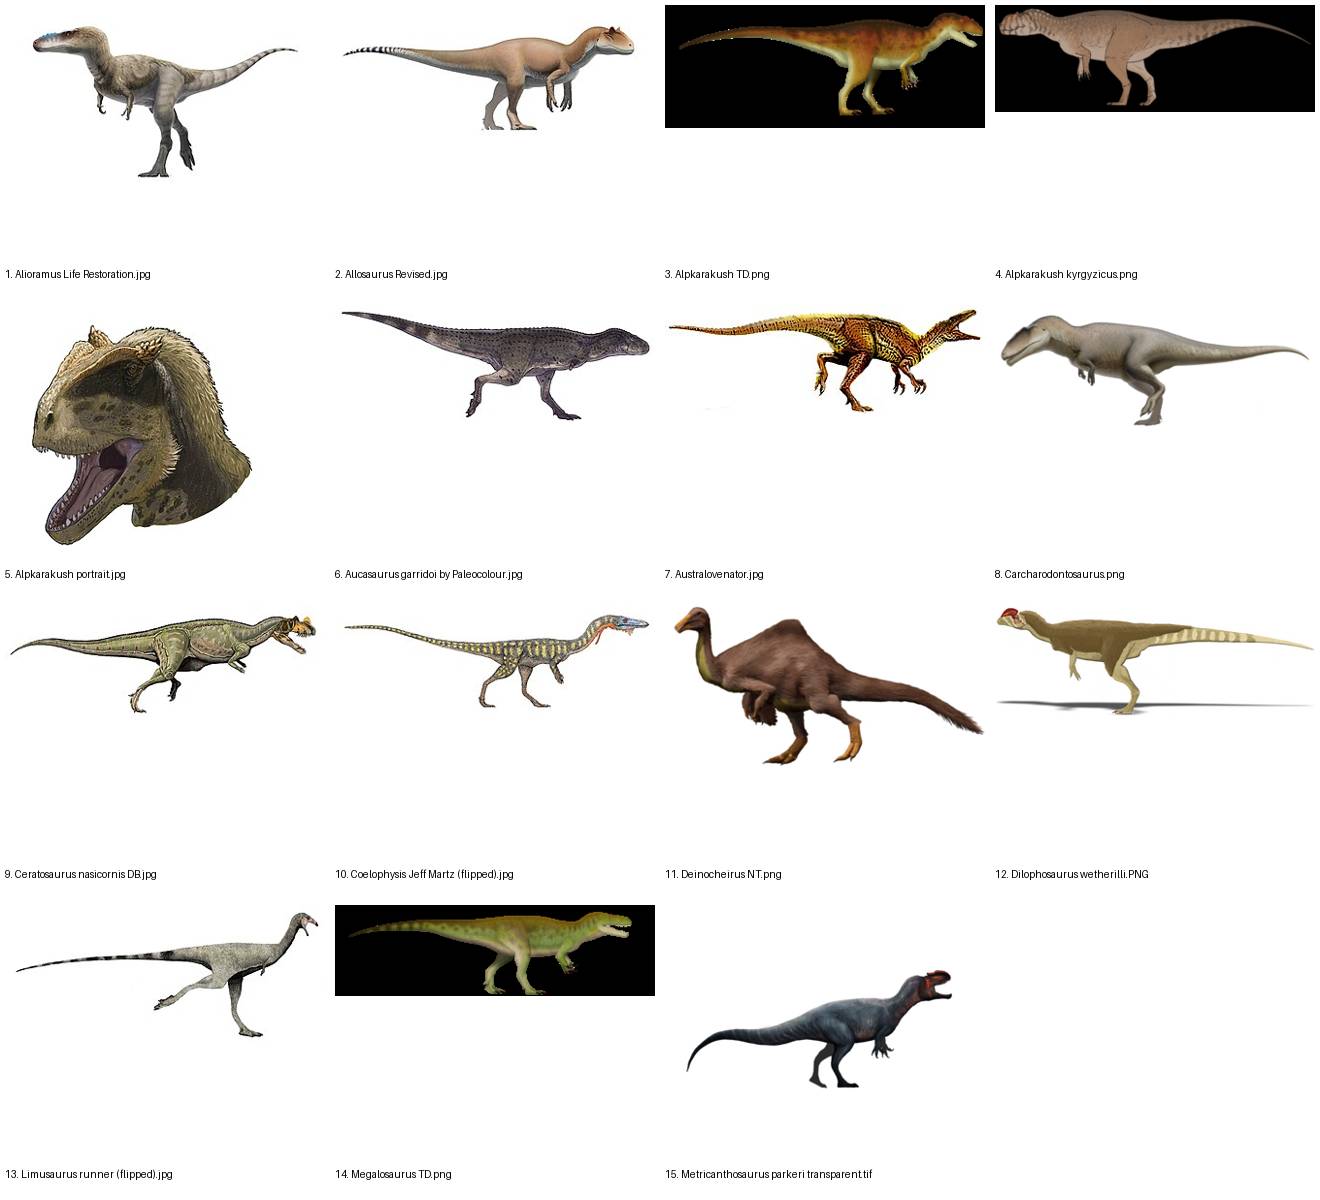 1. Alioramus Life Restoration.jpg
2. Allosaurus Revised.jpg
3. Alpkarakush TD.png
4. Alpkarakush kyrgyzicus.png
5. Alpkarakush portrait.jpg
6. Aucasaurus garridoi by Paleocolour.jpg
7. Australovenator.jpg
8. Carcharodontosaurus.png
9. Ceratosaurus nasicornis DB.jpg
10. Coelophysis Jeff Martz (flipped).jpg
11. Deinocheirus NT.png
12. Dilophosaurus wetherilli.PNG
13. Limusaurus runner (flipped).jpg
14. Megalosaurus TD.png
15. Metricanthosaurus parkeri transparent.tif